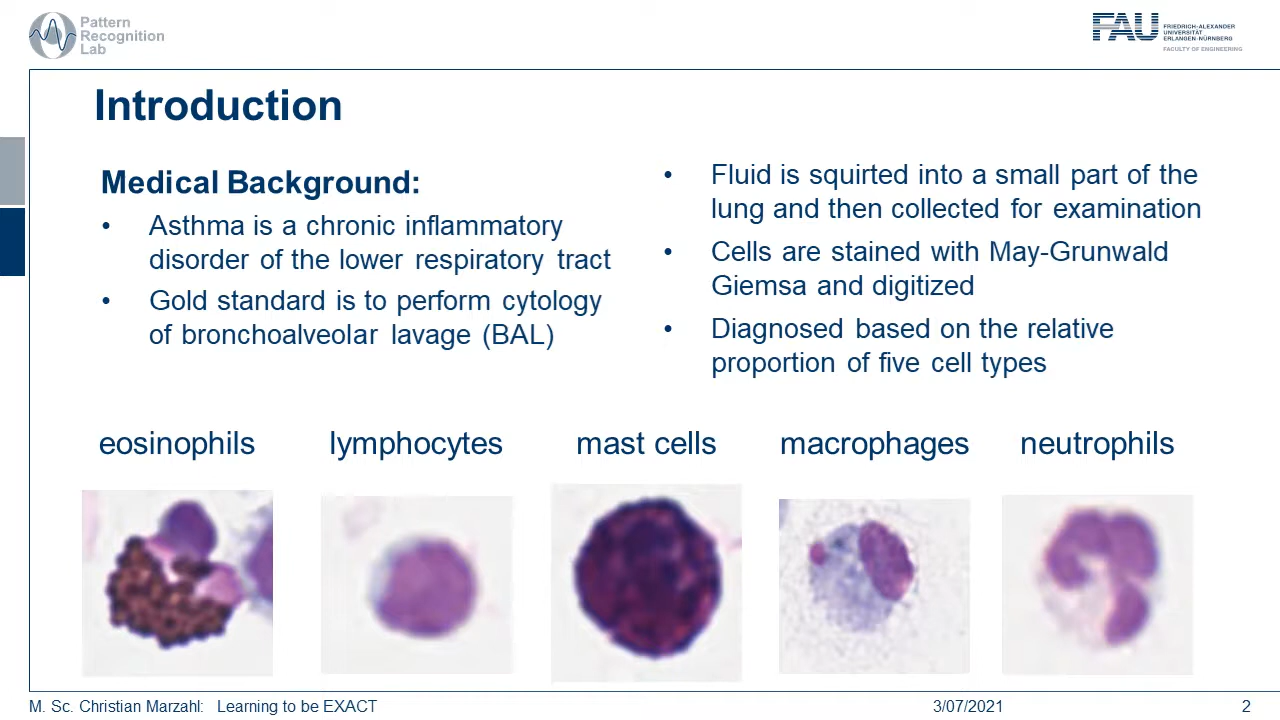 Pattern
Recognition
Lab
FAU
FRIEDRICH-ALEXANDER
UNIVERSITÄT
ERLANGEN-NÜRNBERG
FACULTY OF ENGINEERING
Introduction
Medical Background:
• Asthma is a chronic inflammatory
disorder of the lower respiratory tract
• Gold standard is to perform cytology
of bronchoalveolar lavage (BAL)
• Fluid is squirted into a small part of the
lung and then collected for examination
• Cells are stained with May-Grunwald
Giemsa and digitized
• Diagnosed based on the relative
proportion of five cell types
eosinophils lymphocytes mast cells macrophages neutrophils
M. Sc. Christian Marzahl: Learning to be EXACT 3/07/2021 2